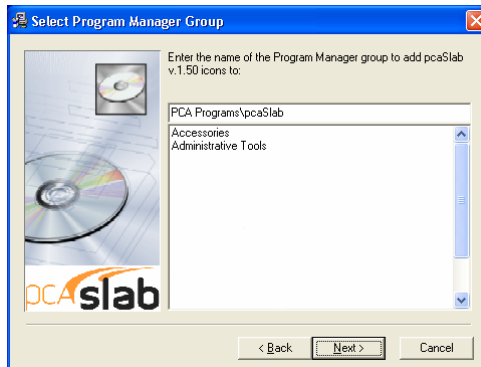 Select Program Manager Group
Enter the name of the Program Manager group to add pcaSlab
v.1.50 icons to:
PCA Programs\pcaSlab
Accessories
Administrative Tools
pcaslab
< Back
Next >
Cancel